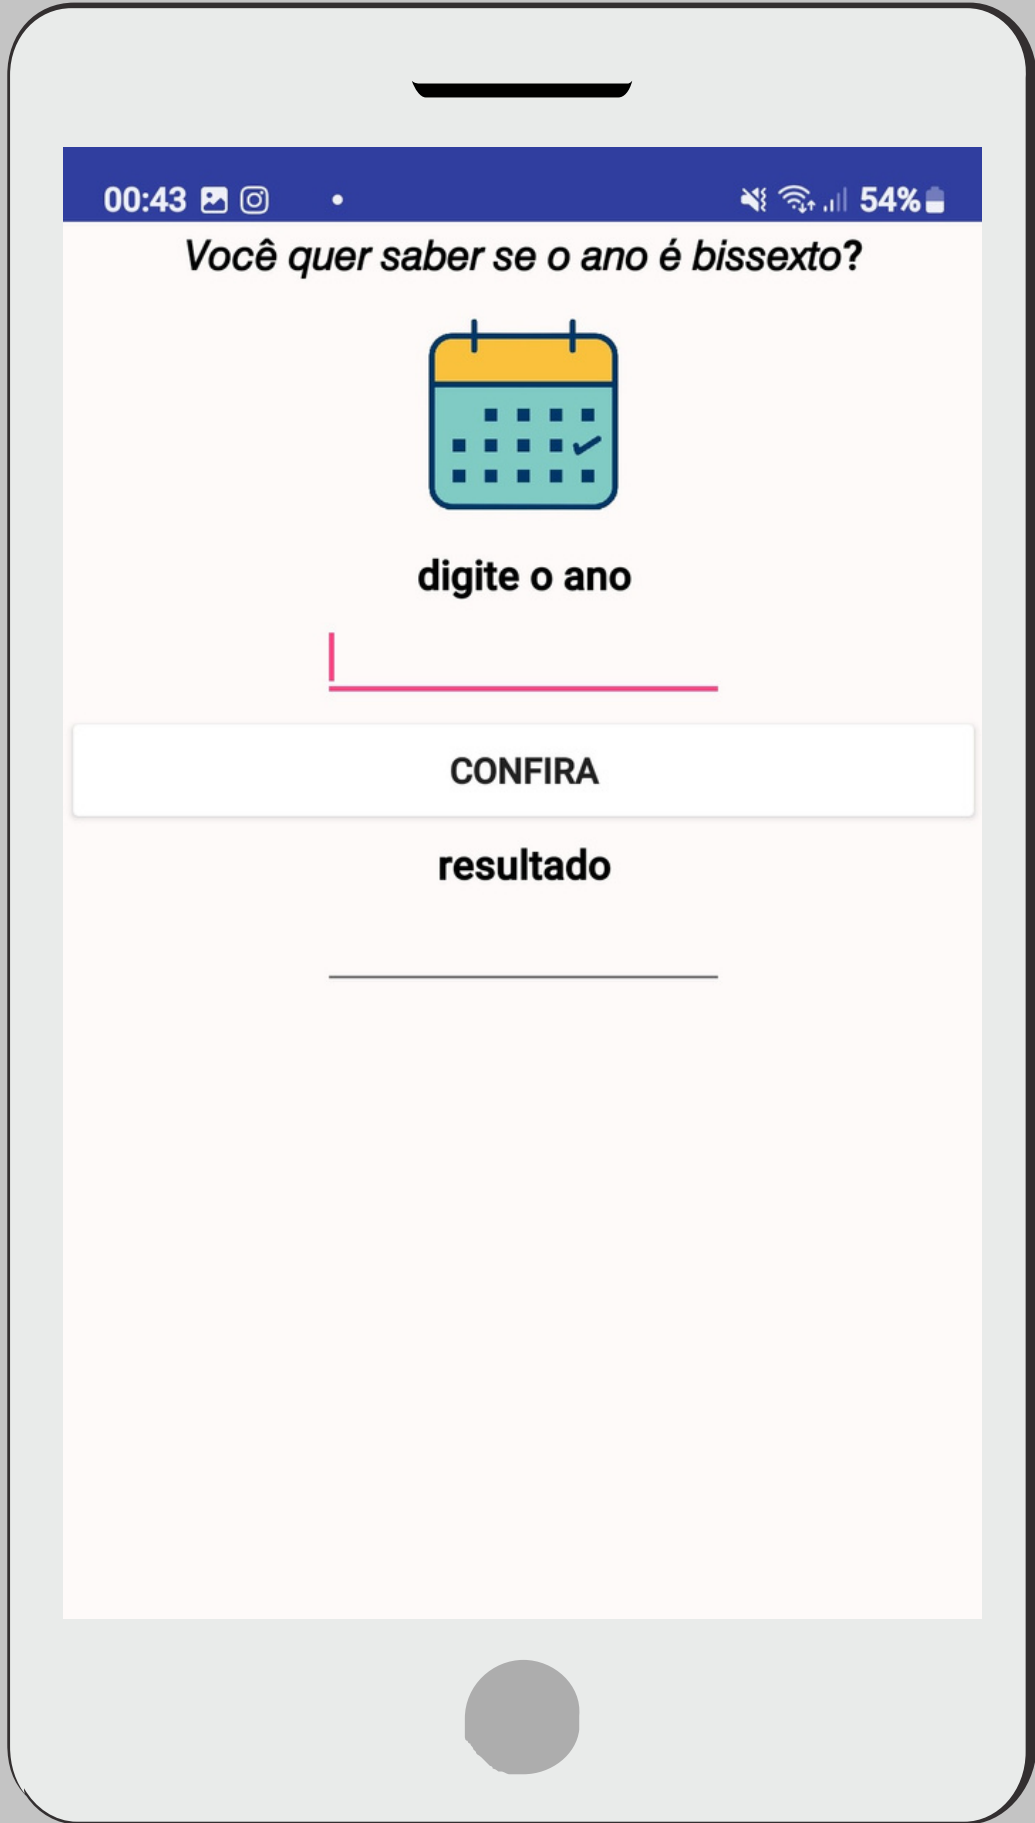 00:43 54%
Você quer saber se o ano é bissexto?
digite o ano
CONFIRA
resultado